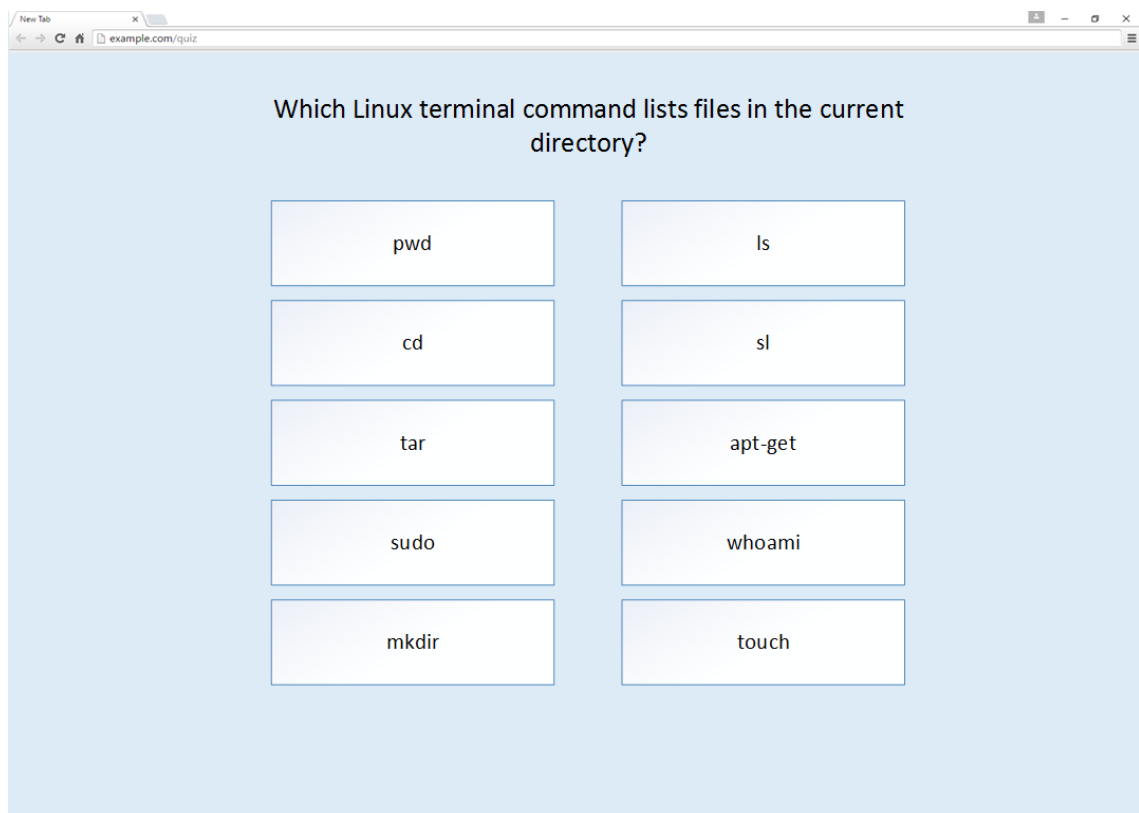 New Tab
example.com/quiz
Which Linux terminal command lists files in the current
directory?
pwd
ls
cd
sl
tar
apt-get
sudo
whoami
mkdir
touch